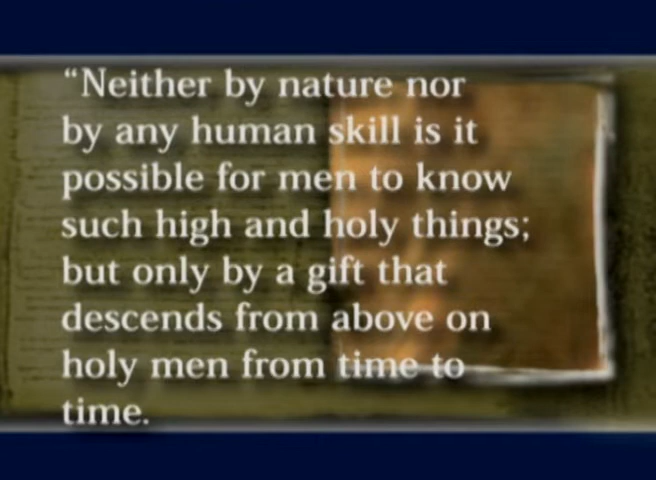 “Neither by nature nor
by any human skill is it
possible for men to know
such high and holy things;
but only by a gift that
descends from above on
holy men from time to
time.